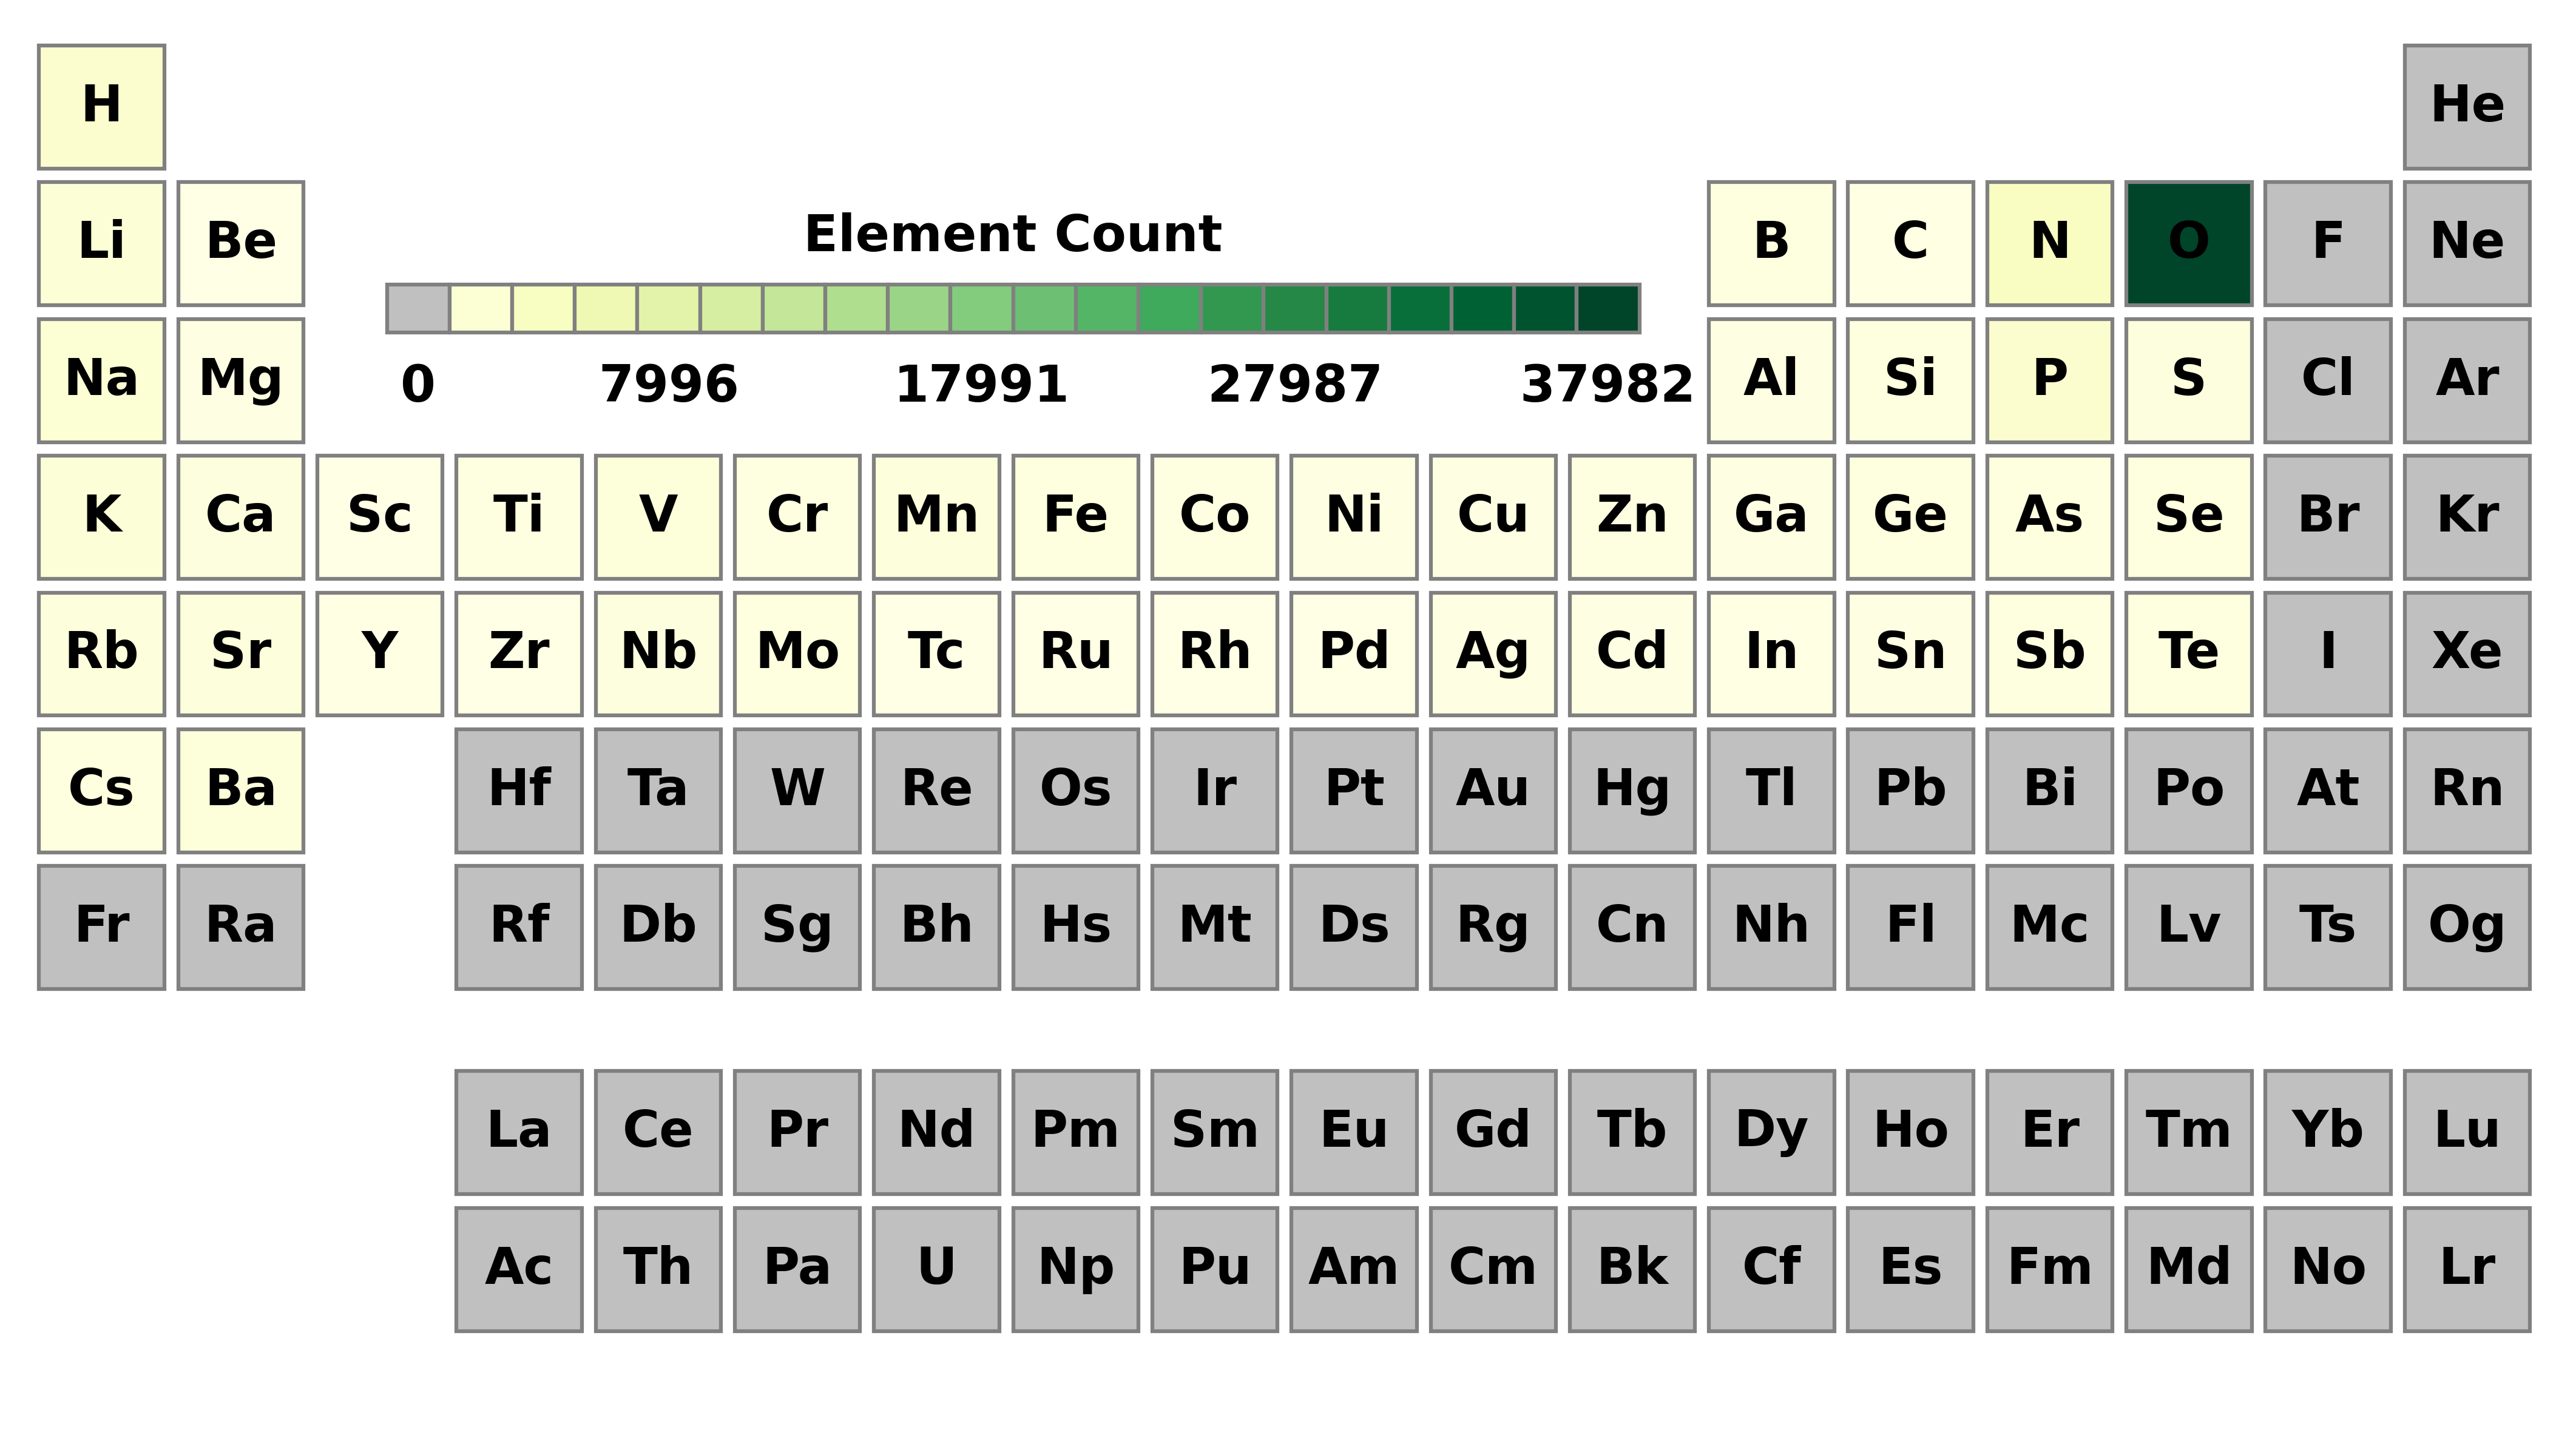 H He
Li Be B C N O F Ne
Element Count
Na Mg Al Si P S Cl Ar
0 7996 17991 27987 37982
K Ca Sc Ti V Cr Mn Fe Co Ni Cu Zn Ga Ge As Se Br Kr
Rb Sr Y Zr Nb Mo Tc Ru Rh Pd Ag Cd In Sn Sb Te I Xe
Cs Ba Hf Ta W Re Os Ir Pt Au Hg Tl Pb Bi Po At Rn
Fr Ra Rf Db Sg Bh Hs Mt Ds Rg Cn Nh Fl Mc Lv Ts Og
La Ce Pr Nd Pm Sm Eu Gd Tb Dy Ho Er Tm Yb Lu
Ac Th Pa U Np Pu Am Cm Bk Cf Es Fm Md No Lr